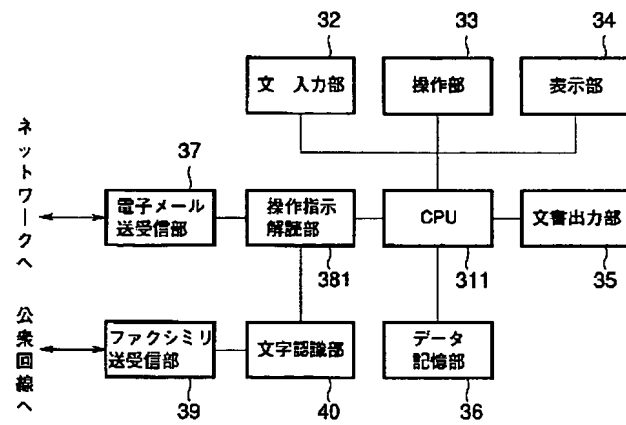 32
33
34
文 入力部
操作部
表示部
ネットワークへ
37
電子メール
送受信部
操作指示
解読部
CPU
文書出力部
381
311
35
公衆回線へ
ファクシミリ
送受信部
文字認識部
データ
記憶部
39
40
36